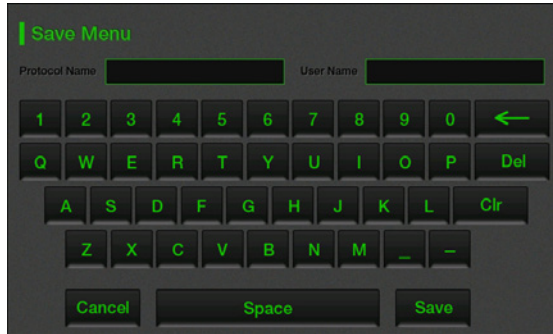 Save Menu
Protocol Name User Name
1 2 3 4 5 6 7 8 9 0 ←
Q W E R T Y U I O P Del
A S D F G H J K L Clr
Z X C V B N M _ –
Cancel Space Save